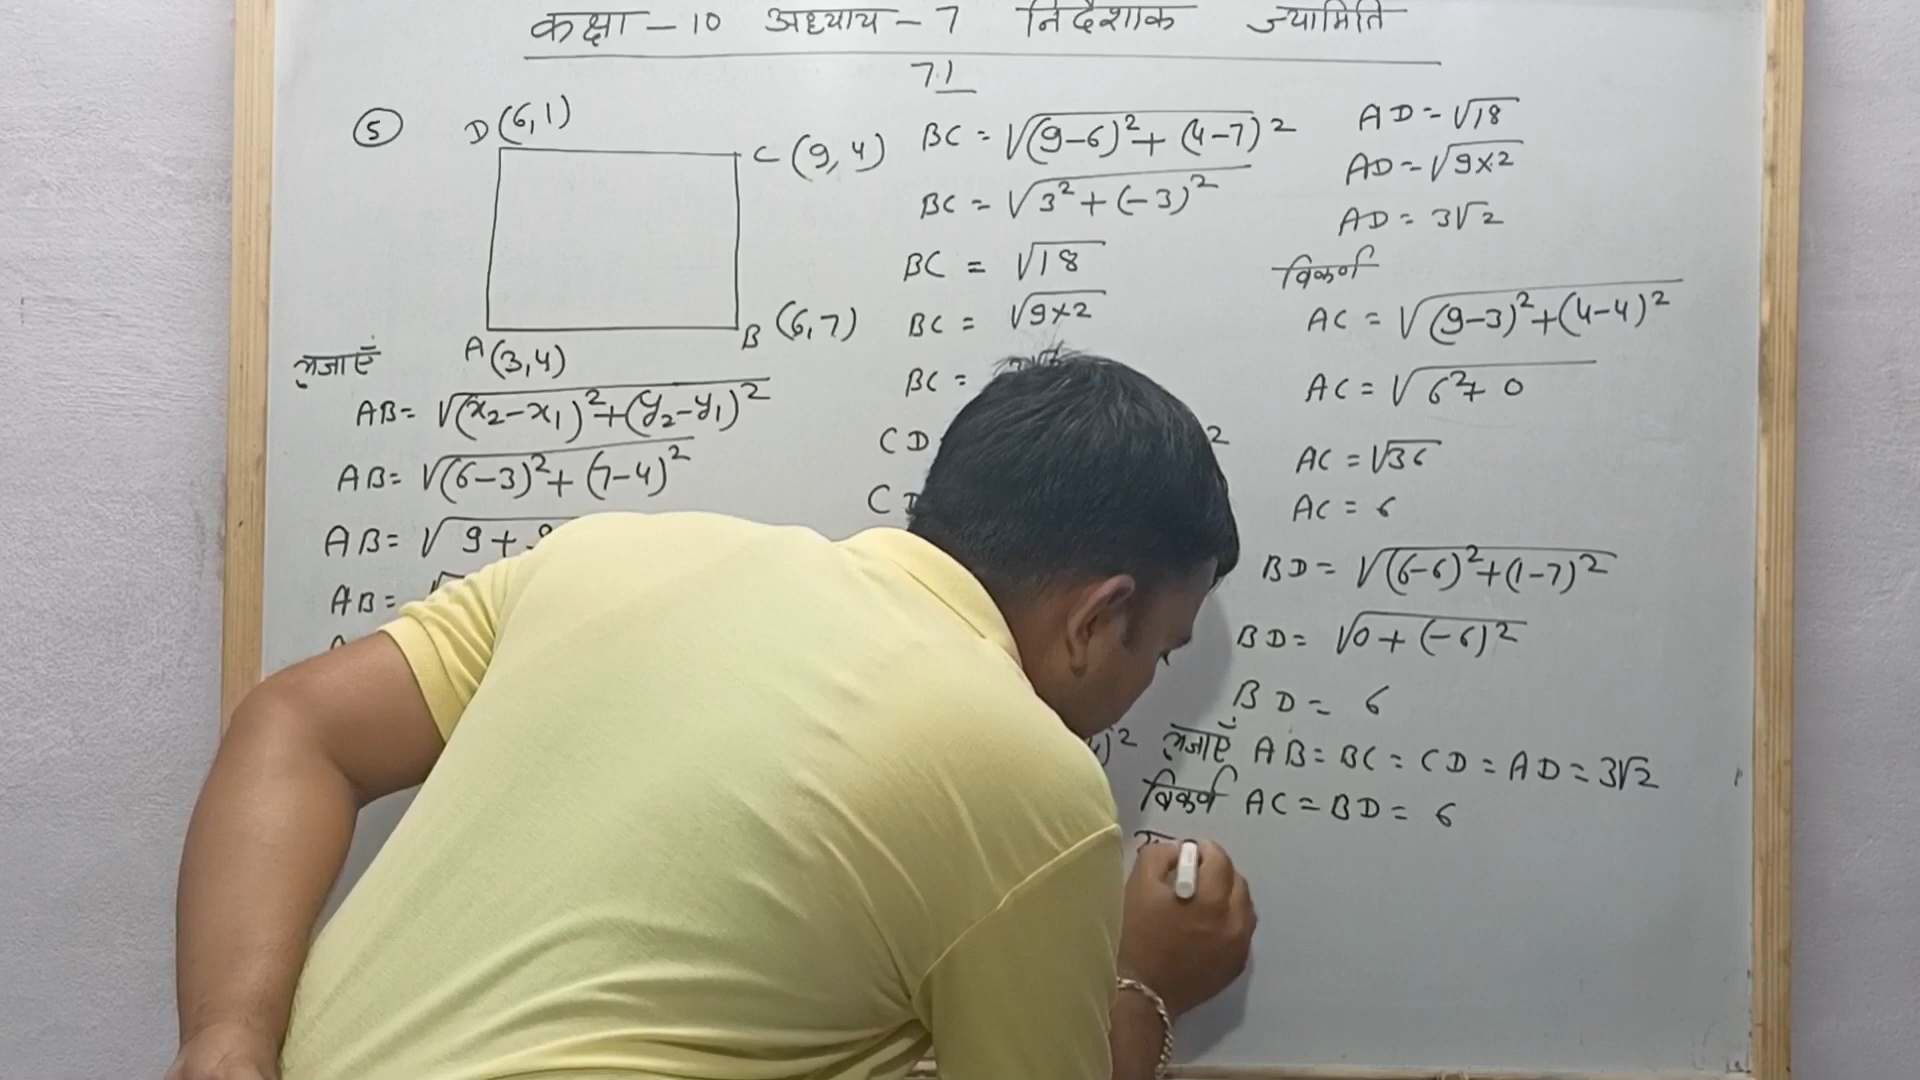 कक्षा - 10 अध्याय - 7 निर्देशांक ज्यामिति
7.1
⑤
D (6,1)
C (9,4)
A (3,4)
B (6,7)
भुजाएँ
AB = √(x₂-x₁)²+(y₂-y₁)²
AB = √(6-3)²+(7-4)²
AB = √9+9
AB =
BC = √(9-6)²+(4-7)²
BC = √3²+(-3)²
BC = √18
BC = √9×2
BC =
CD
CD
AD = √18
AD = √9×2
AD = 3√2
विकर्ण
AC = √(9-3)²+(4-4)²
AC = √6²+0
AC = √36
AC = 6
BD = √(6-6)²+(1-7)²
BD = √0+(-6)²
BD = 6
भुजाएँ AB = BC = CD = AD = 3√2
विकर्ण AC = BD = 6